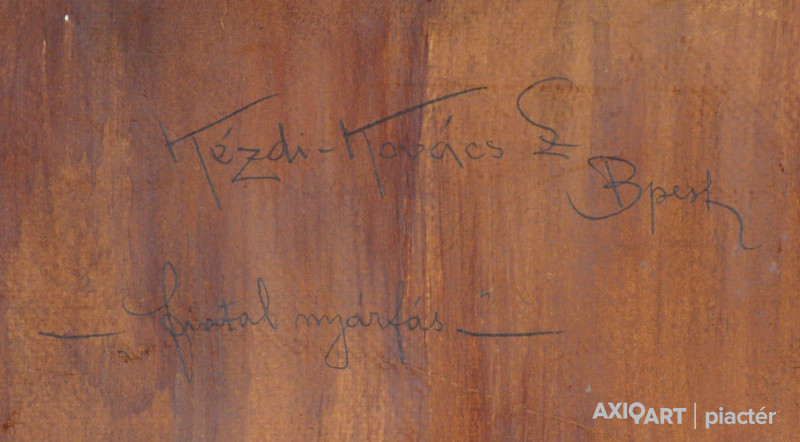 Kézdi-Kovács L
Bpest
— "fiatal nyárfás" —
AXIOART | piactér